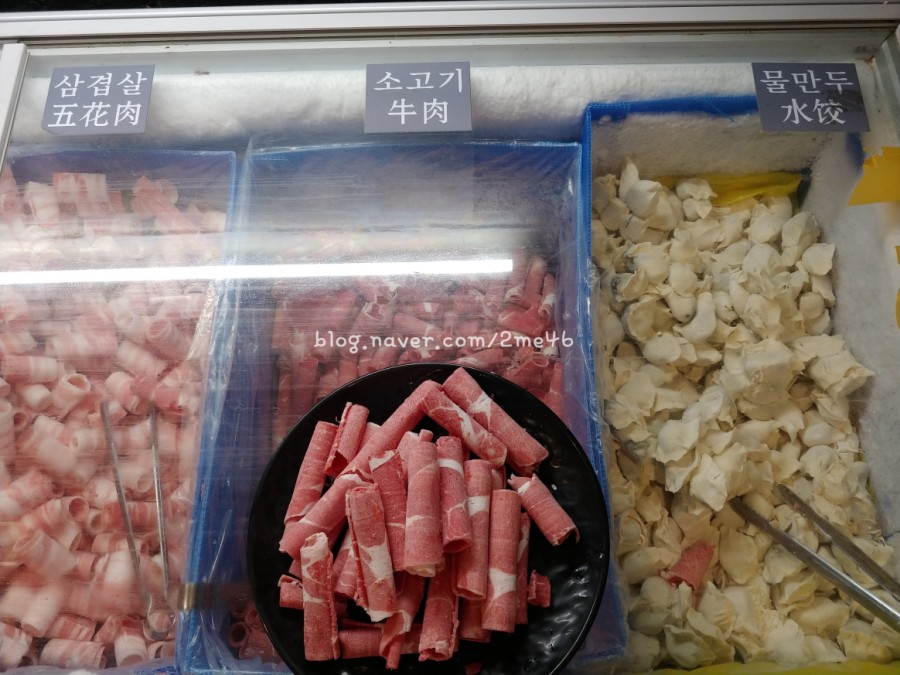 삼겹살
五花肉
소고기
牛肉
물만두
水饺
blog.naver.com/2me46